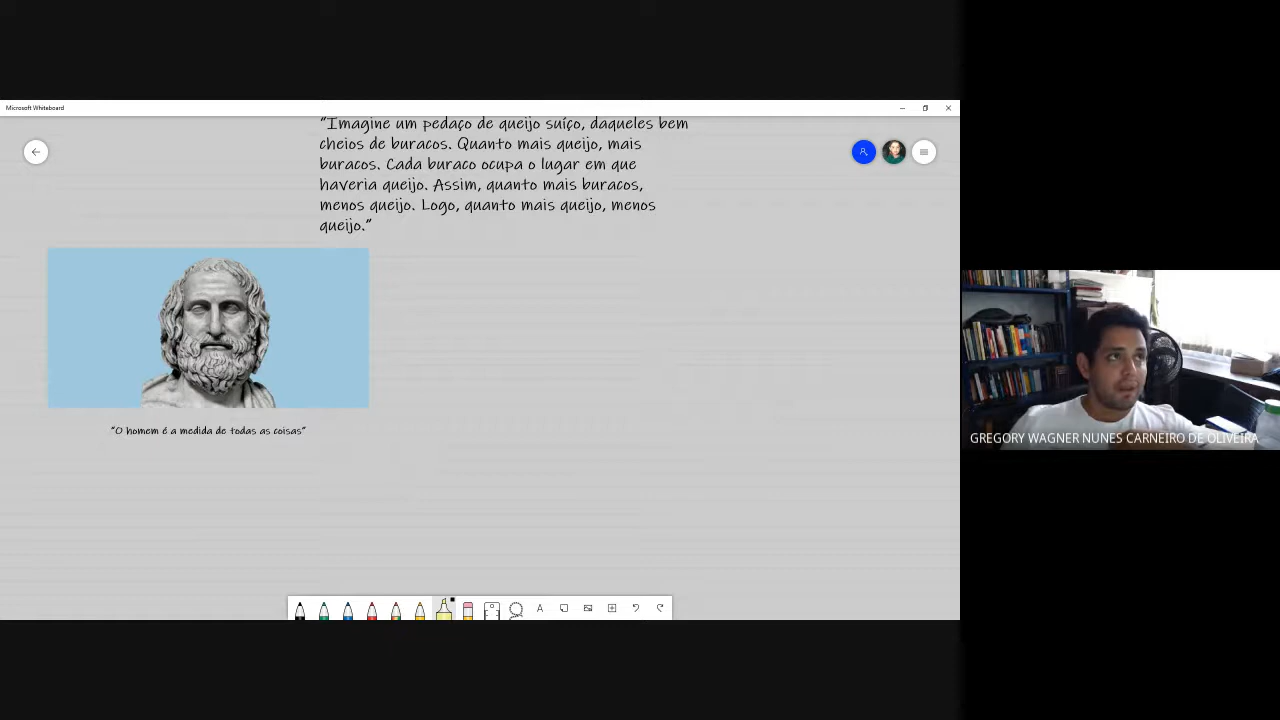 Microsoft Whiteboard
"Imagine um pedaço de queijo suíço, daqueles bem
cheios de buracos. Quanto mais queijo, mais
buracos. Cada buraco ocupa o lugar em que
haveria queijo. Assim, quanto mais buracos,
menos queijo. Logo, quanto mais queijo, menos
queijo."
"O homem é a medida de todas as coisas"
GREGORY WAGNER NUNES CARNEIRO DE OLIVEIRA
A